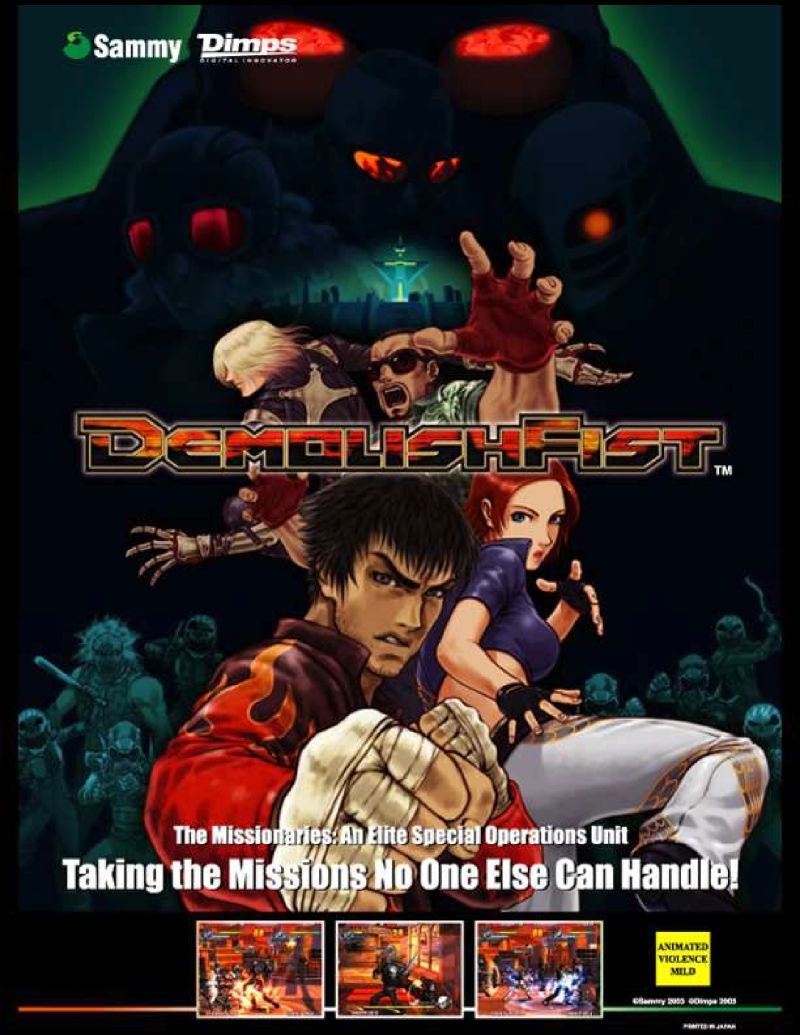 Sammy Dimps
DIGITAL INNOVATOR
DEMOLISHFIST
TM
The Missionaries: An Elite Special Operations Unit
Taking the Missions No One Else Can Handle!
ANIMATED
VIOLENCE
MILD
©Sammy 2003 ©Dimps 2003
PRINTED IN JAPAN